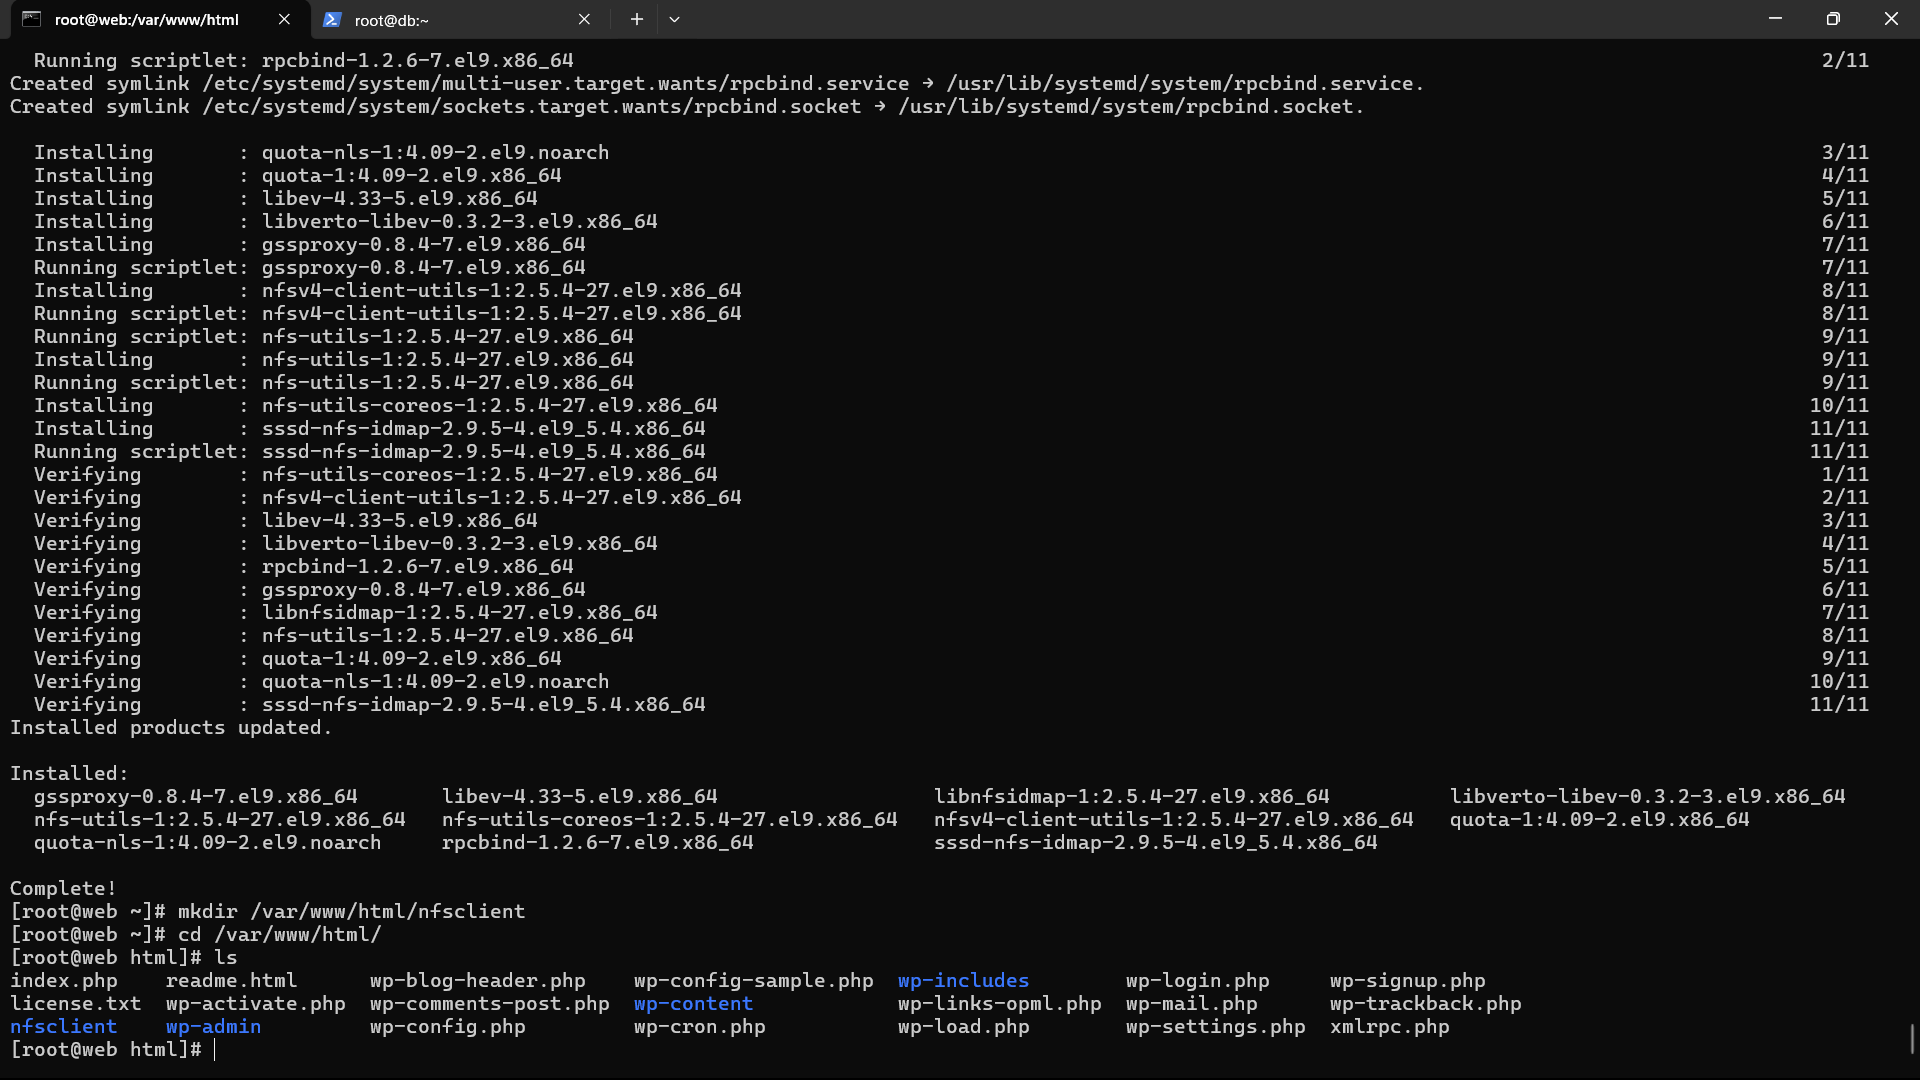 root@web:/var/www/html
root@db:~
Running scriptlet: rpcbind-1.2.6-7.el9.x86_64 2/11
Created symlink /etc/systemd/system/multi-user.target.wants/rpcbind.service → /usr/lib/systemd/system/rpcbind.service.
Created symlink /etc/systemd/system/sockets.target.wants/rpcbind.socket → /usr/lib/systemd/system/rpcbind.socket.
Installing : quota-nls-1:4.09-2.el9.noarch 3/11
Installing : quota-1:4.09-2.el9.x86_64 4/11
Installing : libev-4.33-5.el9.x86_64 5/11
Installing : libverto-libev-0.3.2-3.el9.x86_64 6/11
Installing : gssproxy-0.8.4-7.el9.x86_64 7/11
Running scriptlet: gssproxy-0.8.4-7.el9.x86_64 7/11
Installing : nfsv4-client-utils-1:2.5.4-27.el9.x86_64 8/11
Running scriptlet: nfsv4-client-utils-1:2.5.4-27.el9.x86_64 8/11
Running scriptlet: nfs-utils-1:2.5.4-27.el9.x86_64 9/11
Installing : nfs-utils-1:2.5.4-27.el9.x86_64 9/11
Running scriptlet: nfs-utils-1:2.5.4-27.el9.x86_64 9/11
Installing : nfs-utils-coreos-1:2.5.4-27.el9.x86_64 10/11
Installing : sssd-nfs-idmap-2.9.5-4.el9_5.4.x86_64 11/11
Running scriptlet: sssd-nfs-idmap-2.9.5-4.el9_5.4.x86_64 11/11
Verifying : nfs-utils-coreos-1:2.5.4-27.el9.x86_64 1/11
Verifying : nfsv4-client-utils-1:2.5.4-27.el9.x86_64 2/11
Verifying : libev-4.33-5.el9.x86_64 3/11
Verifying : libverto-libev-0.3.2-3.el9.x86_64 4/11
Verifying : rpcbind-1.2.6-7.el9.x86_64 5/11
Verifying : gssproxy-0.8.4-7.el9.x86_64 6/11
Verifying : libnfsidmap-1:2.5.4-27.el9.x86_64 7/11
Verifying : nfs-utils-1:2.5.4-27.el9.x86_64 8/11
Verifying : quota-1:4.09-2.el9.x86_64 9/11
Verifying : quota-nls-1:4.09-2.el9.noarch 10/11
Verifying : sssd-nfs-idmap-2.9.5-4.el9_5.4.x86_64 11/11
Installed products updated.
Installed:
gssproxy-0.8.4-7.el9.x86_64 libev-4.33-5.el9.x86_64 libnfsidmap-1:2.5.4-27.el9.x86_64 libverto-libev-0.3.2-3.el9.x86_64
nfs-utils-1:2.5.4-27.el9.x86_64 nfs-utils-coreos-1:2.5.4-27.el9.x86_64 nfsv4-client-utils-1:2.5.4-27.el9.x86_64 quota-1:4.09-2.el9.x86_64
quota-nls-1:4.09-2.el9.noarch rpcbind-1.2.6-7.el9.x86_64 sssd-nfs-idmap-2.9.5-4.el9_5.4.x86_64
Complete!
[root@web ~]# mkdir /var/www/html/nfsclient
[root@web ~]# cd /var/www/html/
[root@web html]# ls
index.php readme.html wp-blog-header.php wp-config-sample.php wp-includes wp-login.php wp-signup.php
license.txt wp-activate.php wp-comments-post.php wp-content wp-links-opml.php wp-mail.php wp-trackback.php
nfsclient wp-admin wp-config.php wp-cron.php wp-load.php wp-settings.php xmlrpc.php
[root@web html]#